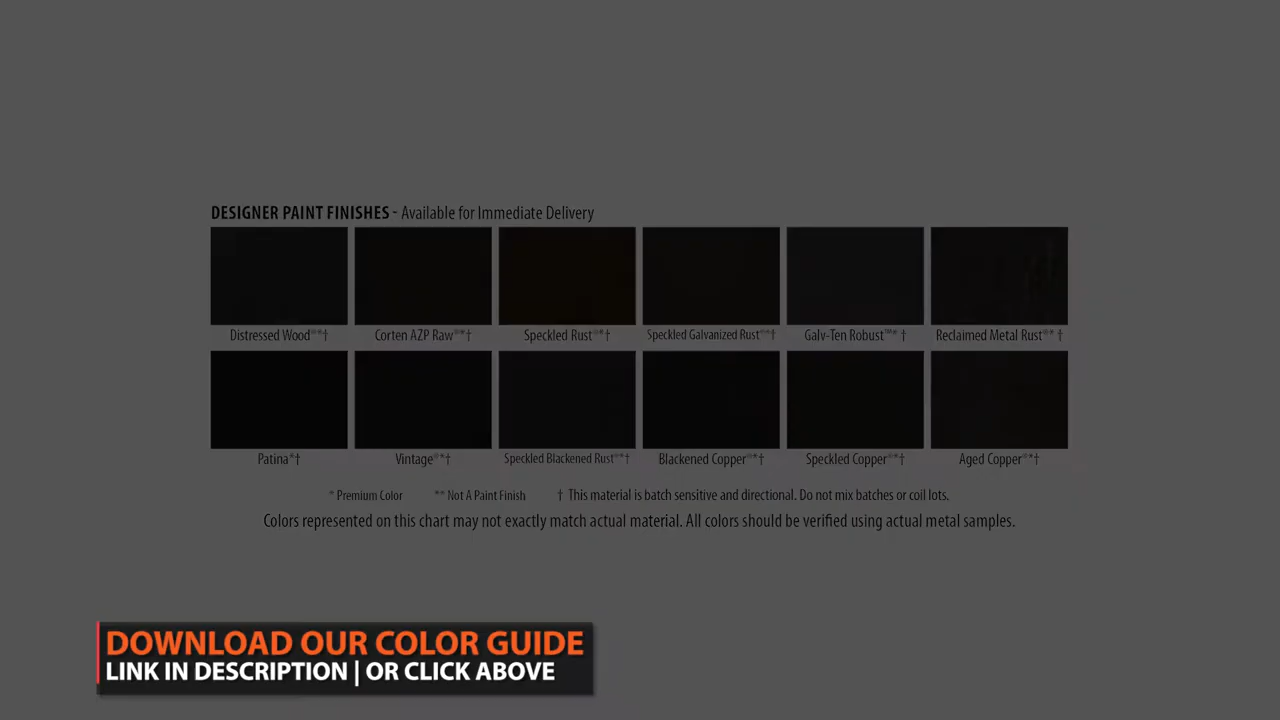 DESIGNER PAINT FINISHES - Available for Immediate Delivery
Distressed Wood®*† Corten AZP Raw®*† Speckled Rust®*† Speckled Galvanized Rust®*† Galv-Ten Robust™* † Reclaimed Metal Rust®* †
Patina*† Vintage®*† Speckled Blackened Rust®*† Blackened Copper®*† Speckled Copper®*† Aged Copper®*†
* Premium Color ** Not A Paint Finish † This material is batch sensitive and directional. Do not mix batches or coil lots.
Colors represented on this chart may not exactly match actual material. All colors should be verified using actual metal samples.
DOWNLOAD OUR COLOR GUIDE
LINK IN DESCRIPTION | OR CLICK ABOVE